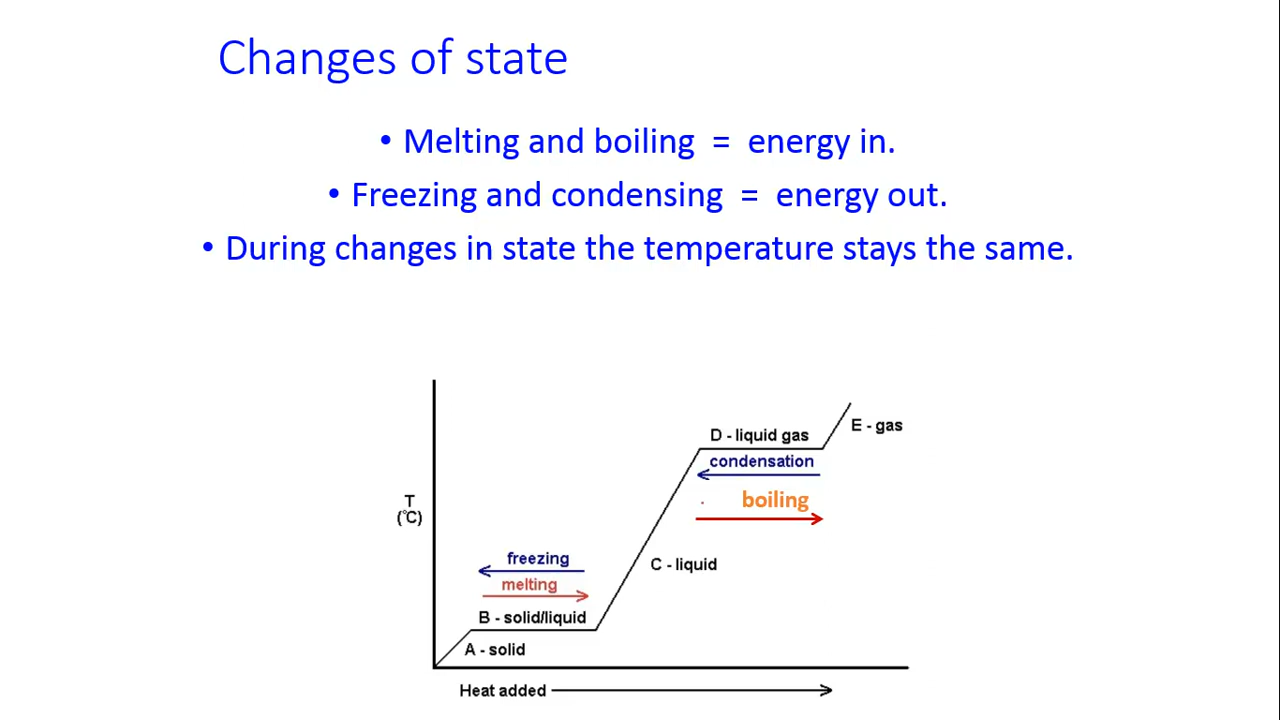 Changes of state
• Melting and boiling = energy in.
• Freezing and condensing = energy out.
• During changes in state the temperature stays the same.
D - liquid gas
E - gas
condensation
boiling
T
(°C)
freezing
C - liquid
melting
B - solid/liquid
A - solid
Heat added